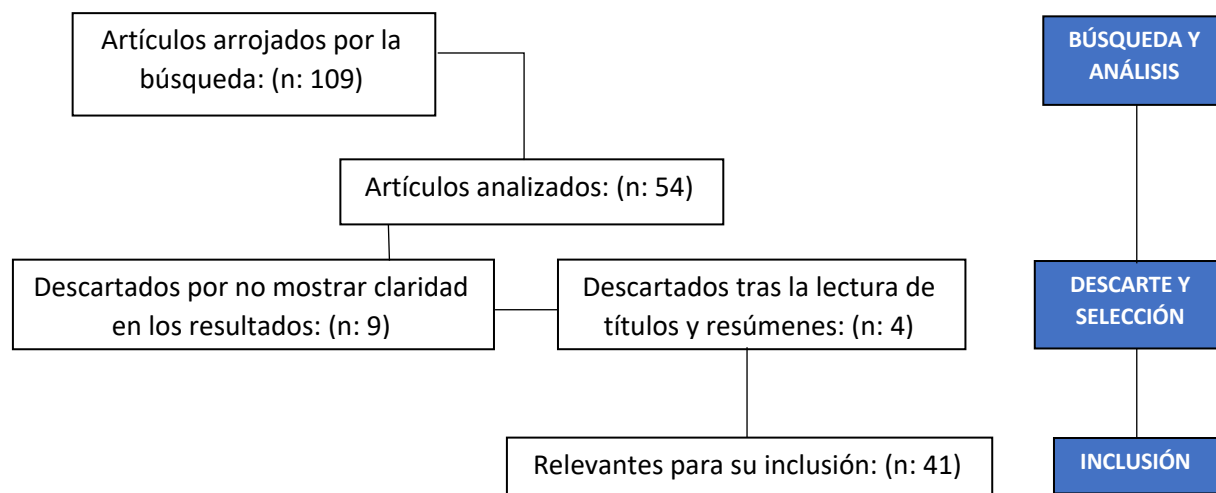 Artículos arrojados por la
búsqueda: (n: 109)
BÚSQUEDA Y
ANÁLISIS
Artículos analizados: (n: 54)
Descartados por no mostrar claridad
en los resultados: (n: 9)
Descartados tras la lectura de
títulos y resúmenes: (n: 4)
DESCARTE Y
SELECCIÓN
Relevantes para su inclusión: (n: 41)
INCLUSIÓN